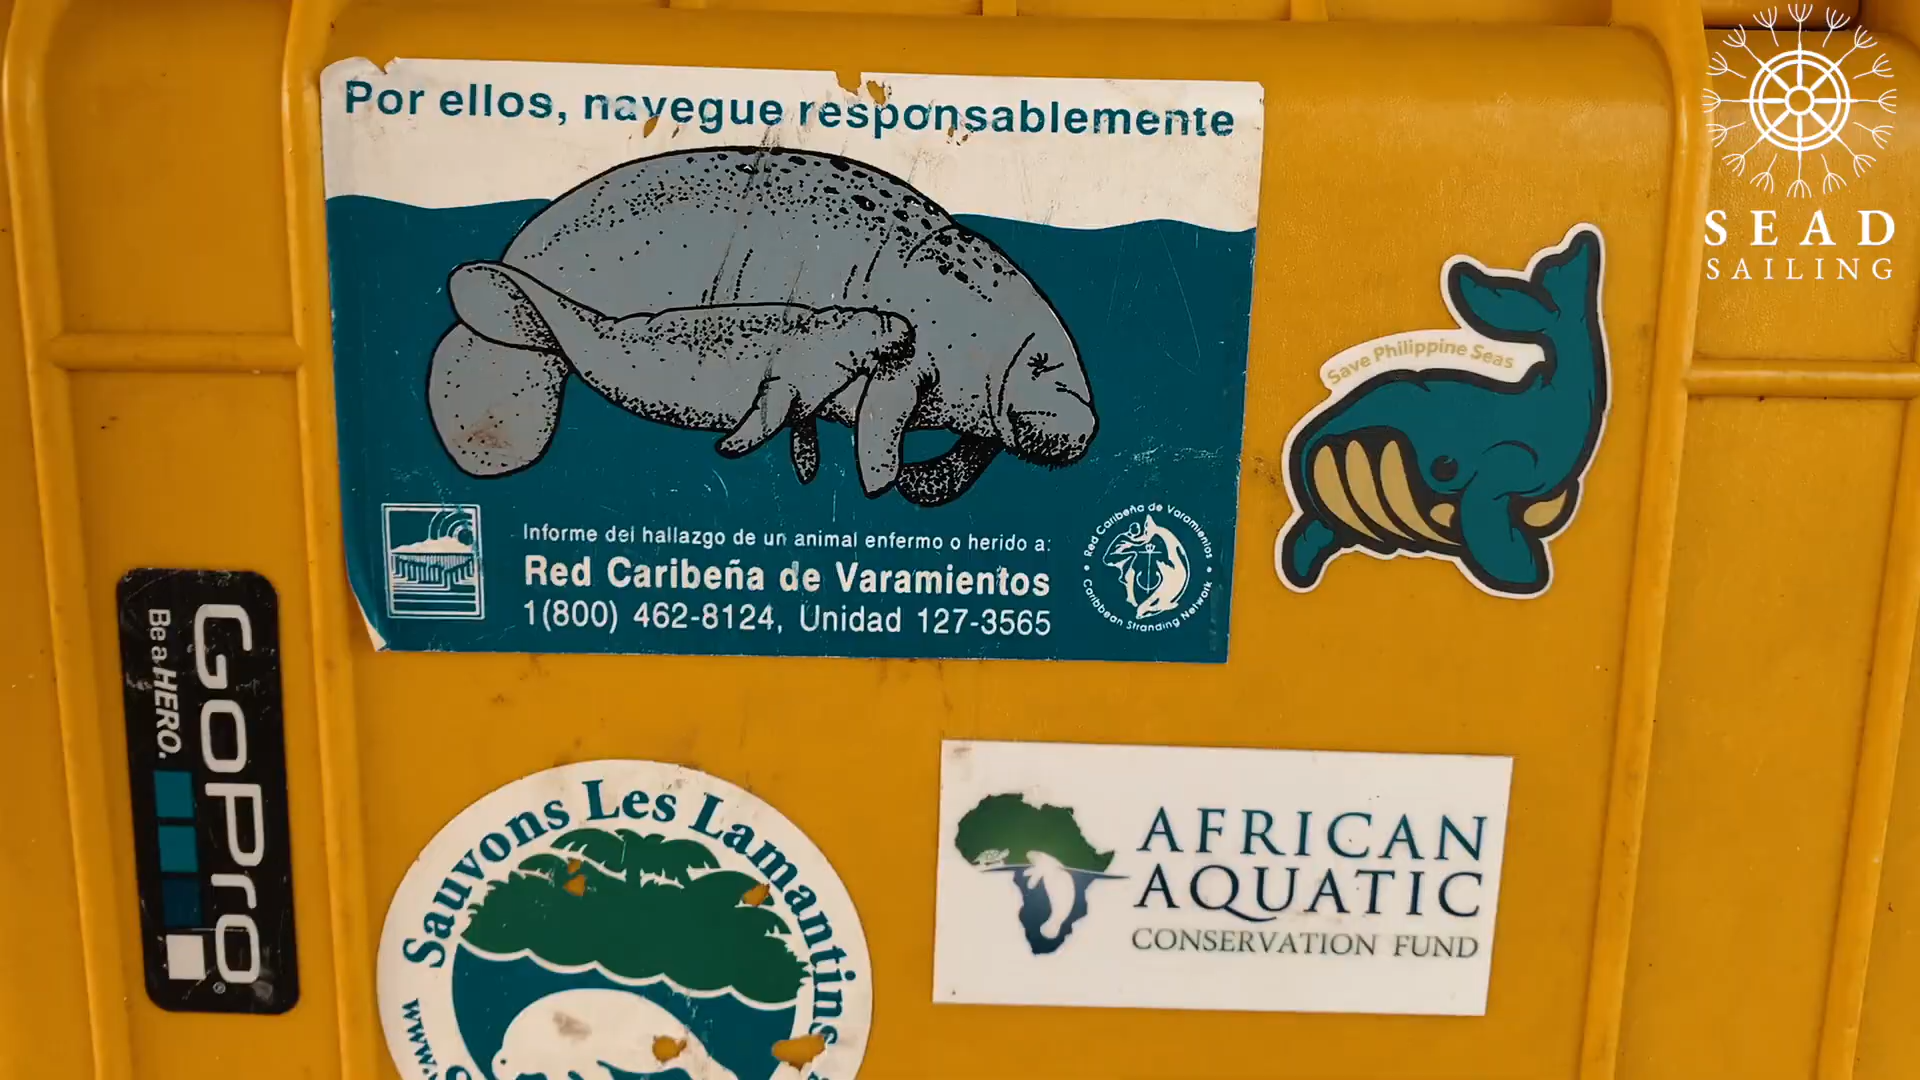 Por ellos, navegue responsablemente
Informe del hallazgo de un animal enfermo o herido a:
Red Caribeña de Varamientos
1(800) 462-8124, Unidad 127-3565
Red Caribeña de Varamientos
Caribbean Stranding Network
Save Philippine Seas
SEAD
SAILING
GoPro
Be a HERO.
Sauvons Les Lamantins
www.
AFRICAN
AQUATIC
CONSERVATION FUND